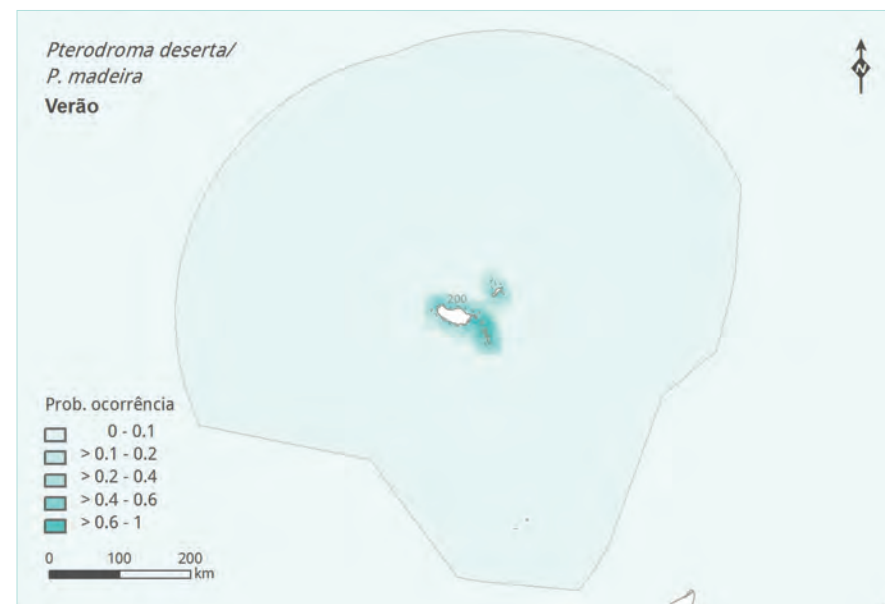 Pterodroma deserta/
P. madeira
Verão
N
200
Prob. ocorrência
0 - 0.1
> 0.1 - 0.2
> 0.2 - 0.4
> 0.4 - 0.6
> 0.6 - 1
0 100 200
km